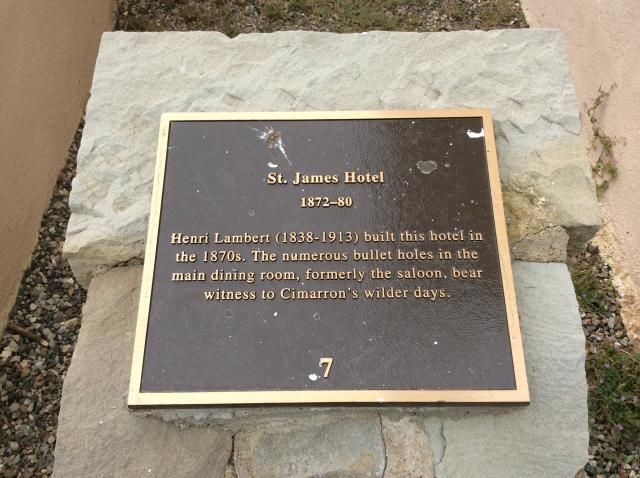 St. James Hotel
1872–80
Henri Lambert (1838-1913) built this hotel in
the 1870s. The numerous bullet holes in the
main dining room, formerly the saloon, bear
witness to Cimarron's wilder days.
7